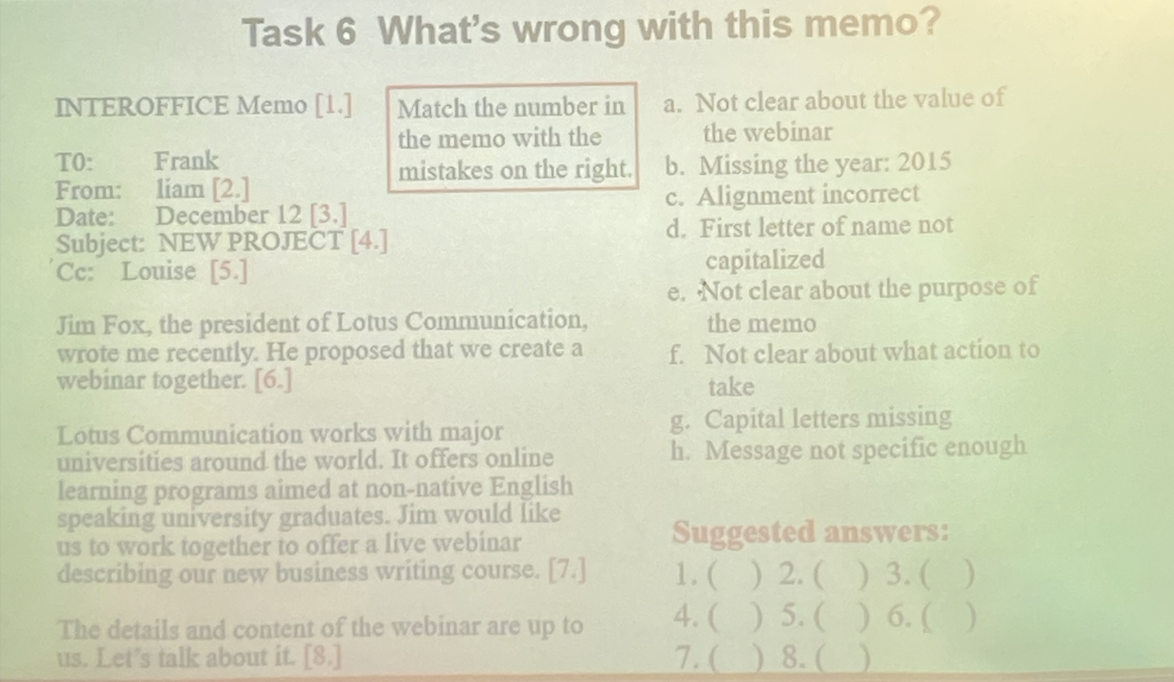 Task 6 What's wrong with this memo?
INTEROFFICE Memo [1.]
T0: Frank
From: liam [2.]
Date: December 12 [3.]
Subject: NEW PROJECT [4.]
Cc: Louise [5.]
Jim Fox, the president of Lotus Communication,
wrote me recently. He proposed that we create a
webinar together. [6.]
Lotus Communication works with major
universities around the world. It offers online
learning programs aimed at non-native English
speaking university graduates. Jim would like
us to work together to offer a live webinar
describing our new business writing course. [7.]
The details and content of the webinar are up to
us. Let's talk about it. [8.]
Match the number in
the memo with the
mistakes on the right.
a. Not clear about the value of
the webinar
b. Missing the year: 2015
c. Alignment incorrect
d. First letter of name not
capitalized
e. Not clear about the purpose of
the memo
f. Not clear about what action to
take
g. Capital letters missing
h. Message not specific enough
Suggested answers:
1. ( ) 2. ( ) 3. ( )
4. ( ) 5. ( ) 6. ( )
7. ( ) 8. ( )